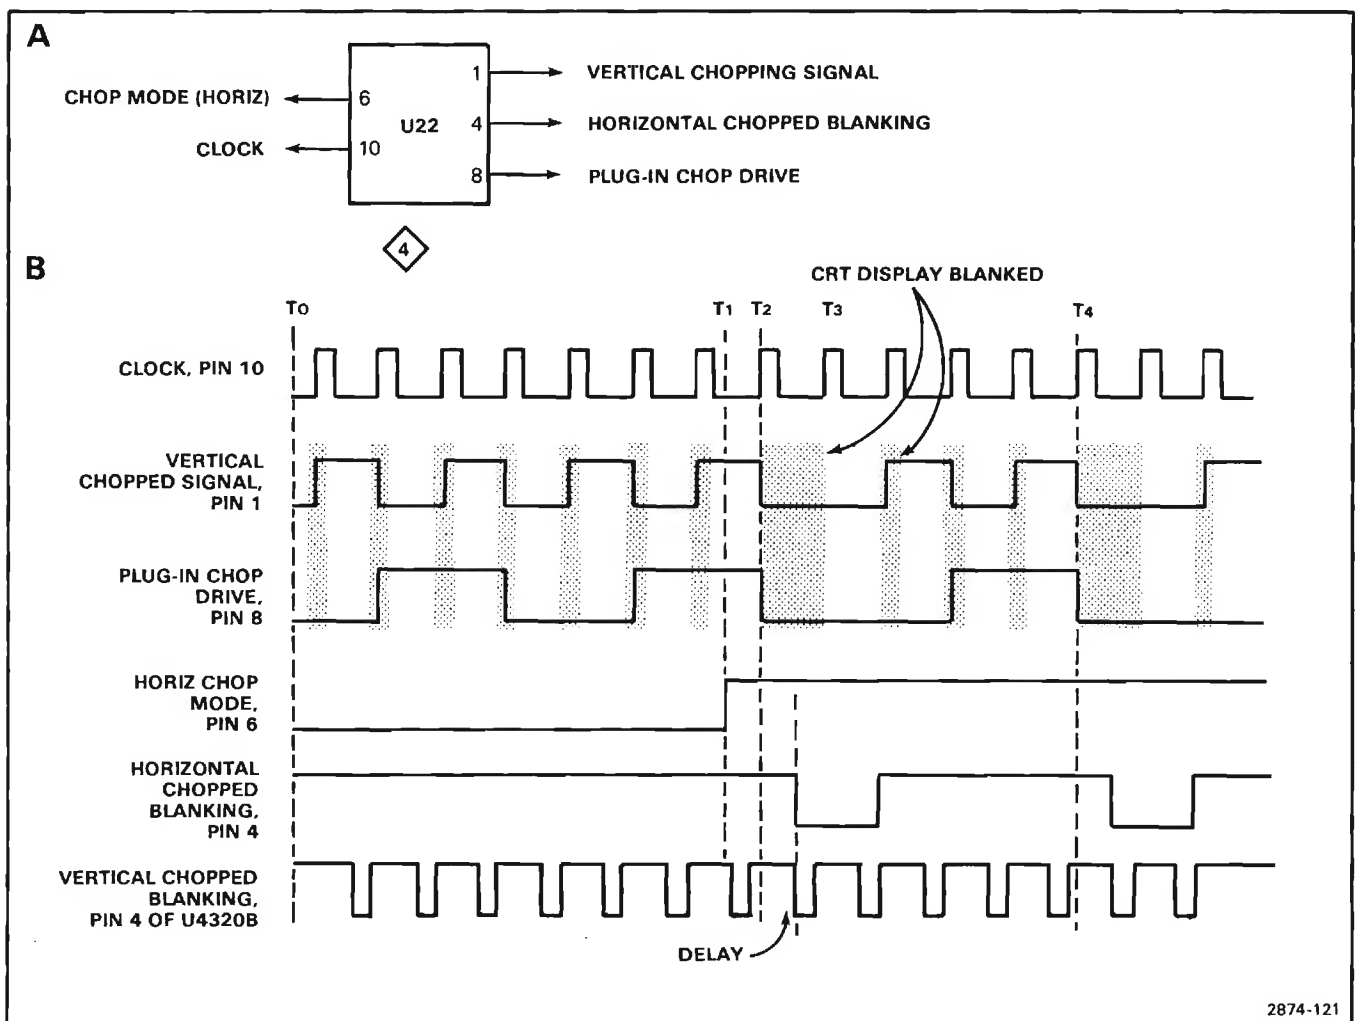 A
CHOP MODE (HORIZ)
CLOCK
6
10
U22
1
4
8
VERTICAL CHOPPING SIGNAL
HORIZONTAL CHOPPED BLANKING
PLUG-IN CHOP DRIVE
4
B
CRT DISPLAY BLANKED
T0 T1 T2 T3 T4
CLOCK, PIN 10
VERTICAL
CHOPPED SIGNAL,
PIN 1
PLUG-IN CHOP
DRIVE,
PIN 8
HORIZ CHOP
MODE,
PIN 6
HORIZONTAL
CHOPPED
BLANKING,
PIN 4
VERTICAL CHOPPED
BLANKING,
PIN 4 OF U4320B
DELAY
2874-121